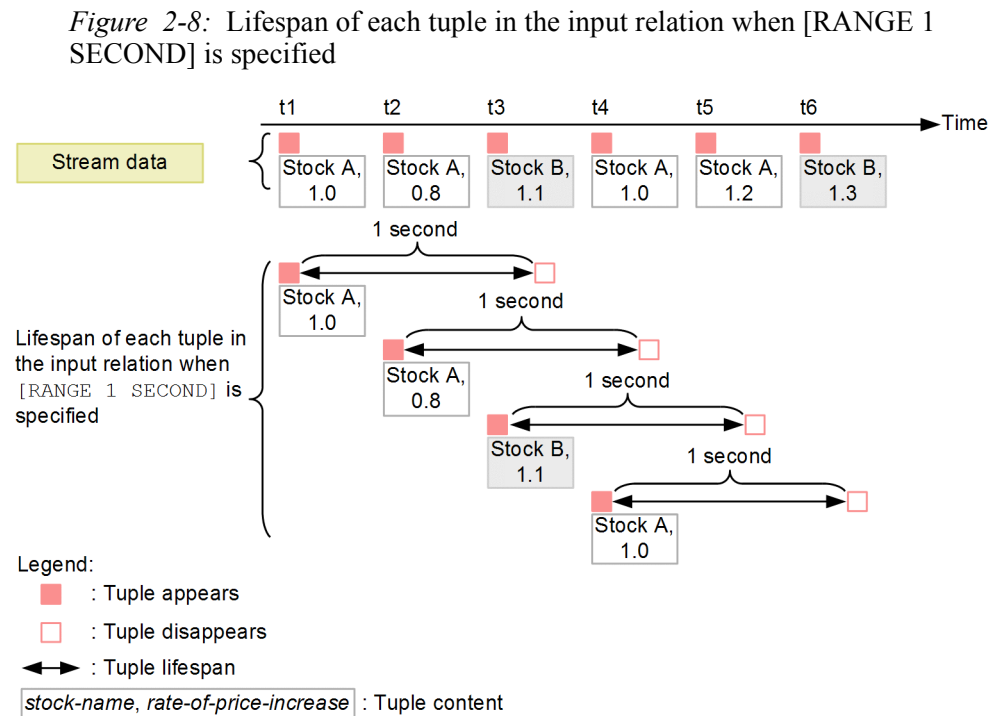 Figure 2-8: Lifespan of each tuple in the input relation when [RANGE 1
SECOND] is specified
t1 t2 t3 t4 t5 t6
Time
Stream data
Stock A,
1.0
Stock A,
0.8
Stock B,
1.1
Stock A,
1.0
Stock A,
1.2
Stock B,
1.3
1 second
Stock A,
1.0
1 second
Stock A,
0.8
1 second
Stock B,
1.1
1 second
Stock A,
1.0
Lifespan of each tuple in
the input relation when
[RANGE 1 SECOND] is
specified
Legend:
: Tuple appears
: Tuple disappears
: Tuple lifespan
stock-name, rate-of-price-increase : Tuple content